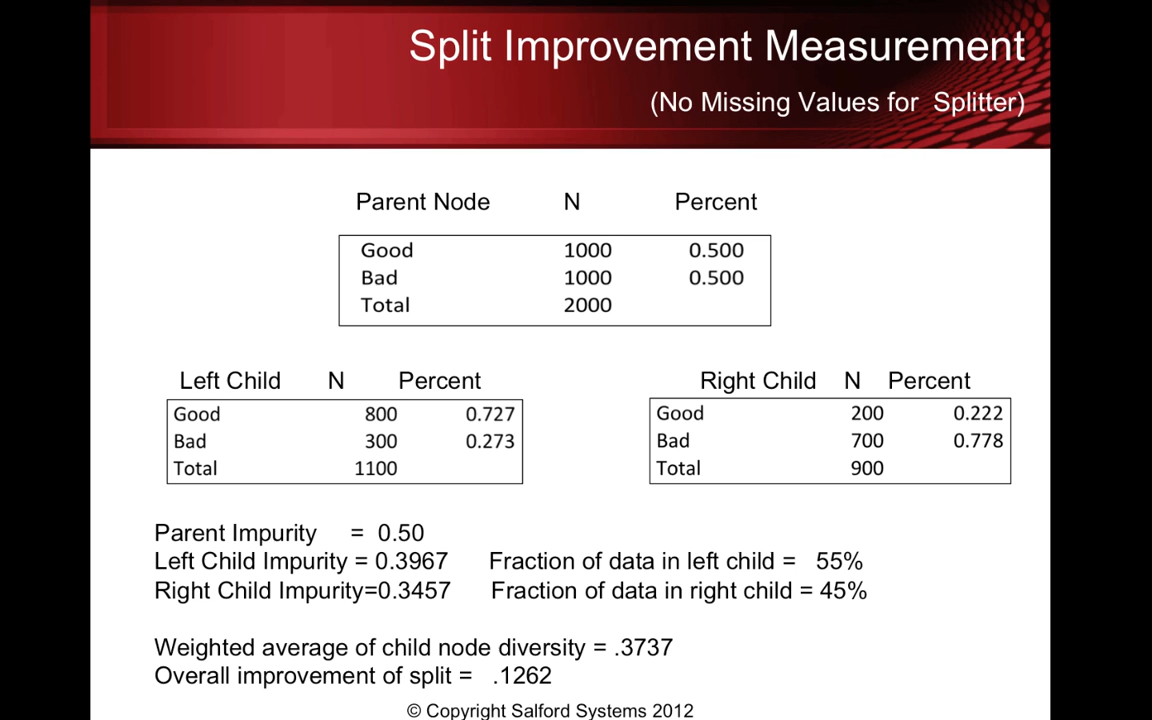 Split Improvement Measurement
(No Missing Values for Splitter)
Parent Node N Percent
Good 1000 0.500
Bad 1000 0.500
Total 2000
Left Child N Percent
Good 800 0.727
Bad 300 0.273
Total 1100
Right Child N Percent
Good 200 0.222
Bad 700 0.778
Total 900
Parent Impurity = 0.50
Left Child Impurity = 0.3967 Fraction of data in left child = 55%
Right Child Impurity=0.3457 Fraction of data in right child = 45%
Weighted average of child node diversity = .3737
Overall improvement of split = .1262
© Copyright Salford Systems 2012